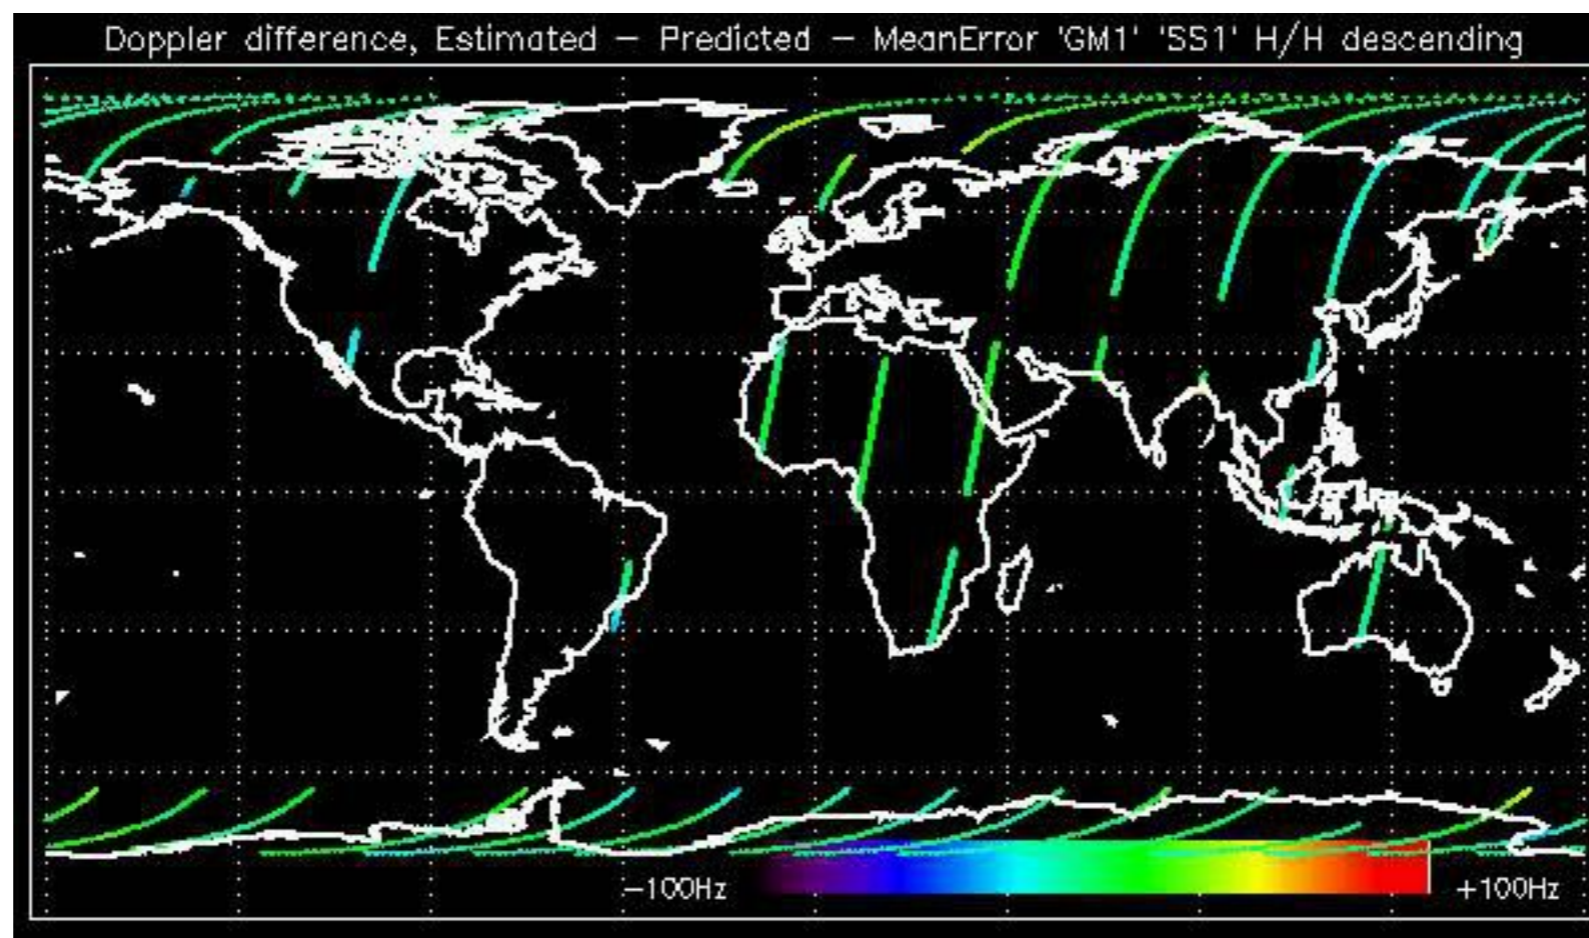 Doppler difference, Estimated – Predicted – MeanError 'GM1' 'SS1' H/H descending
−100Hz
+100Hz